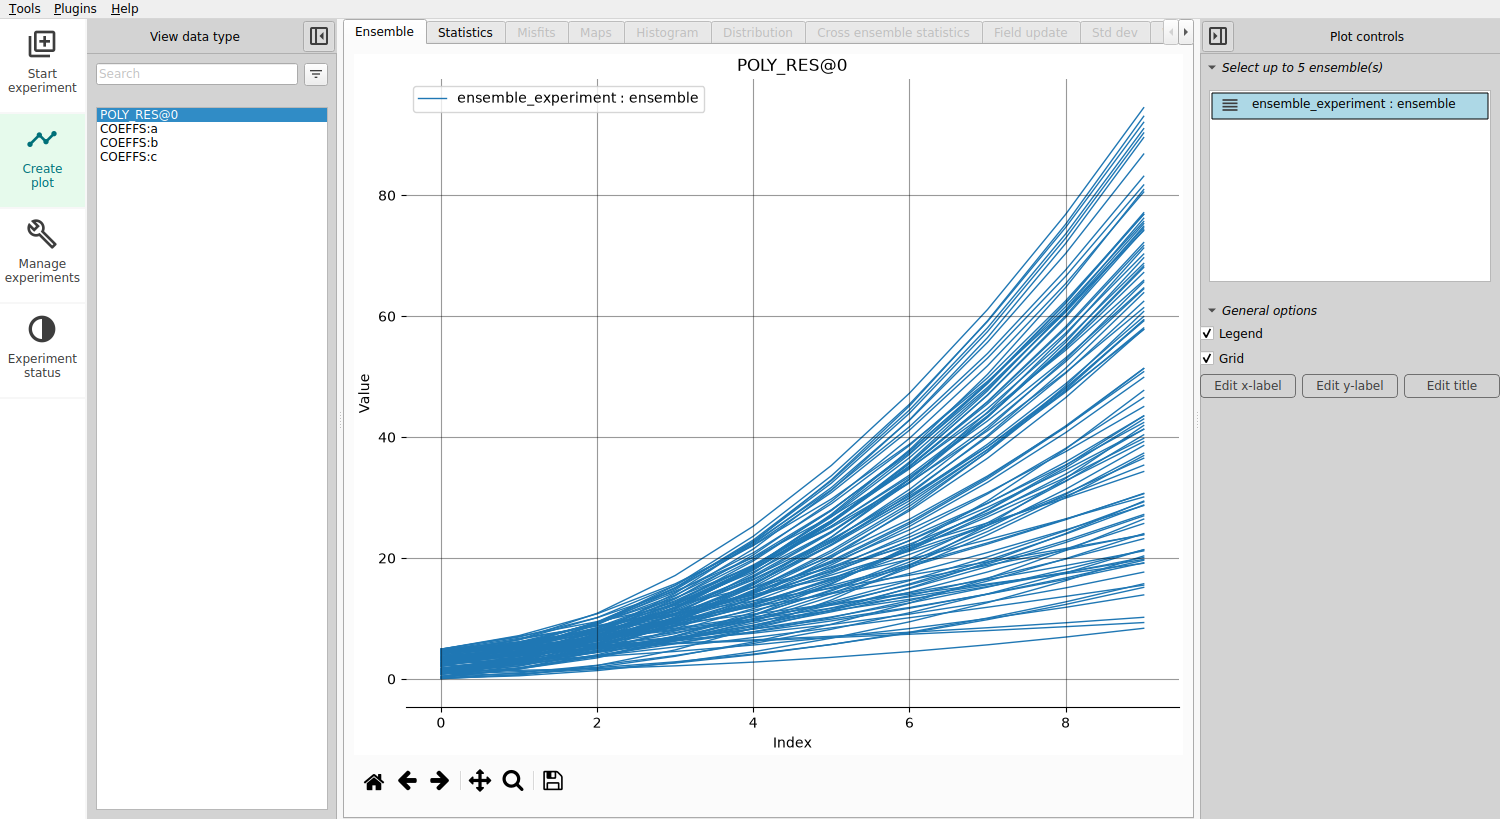 Tools Plugins Help
Start
experiment
Create
plot
Manage
experiments
Experiment
status
View data type
Search
POLY_RES@0
COEFFS:a
COEFFS:b
COEFFS:c
Ensemble Statistics Misfits Maps Histogram Distribution Cross ensemble statistics Field update Std dev
POLY_RES@0
ensemble_experiment : ensemble
80
60
40
20
0
Value
0 2 4 6 8
Index
Plot controls
Select up to 5 ensemble(s)
ensemble_experiment : ensemble
General options
Legend
Grid
Edit x-label Edit y-label Edit title